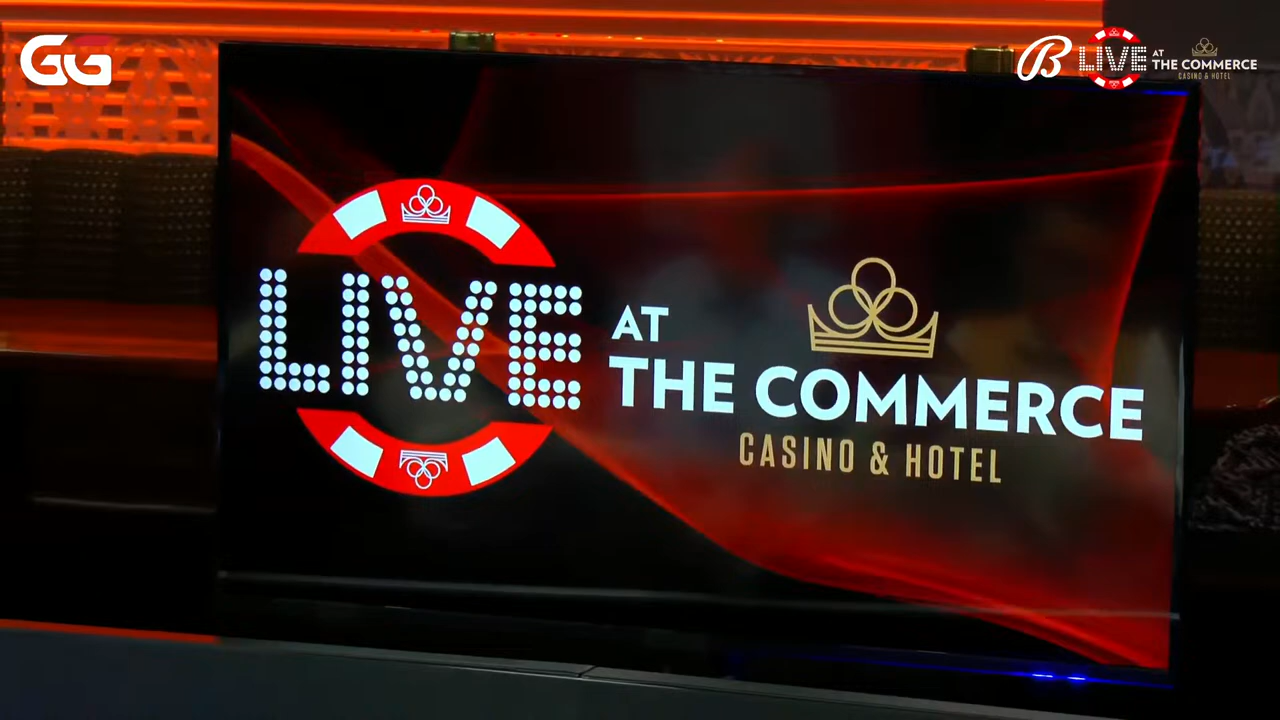 GG
B LIVE AT THE COMMERCE
CASINO & HOTEL
LIVE AT
THE COMMERCE
CASINO & HOTEL